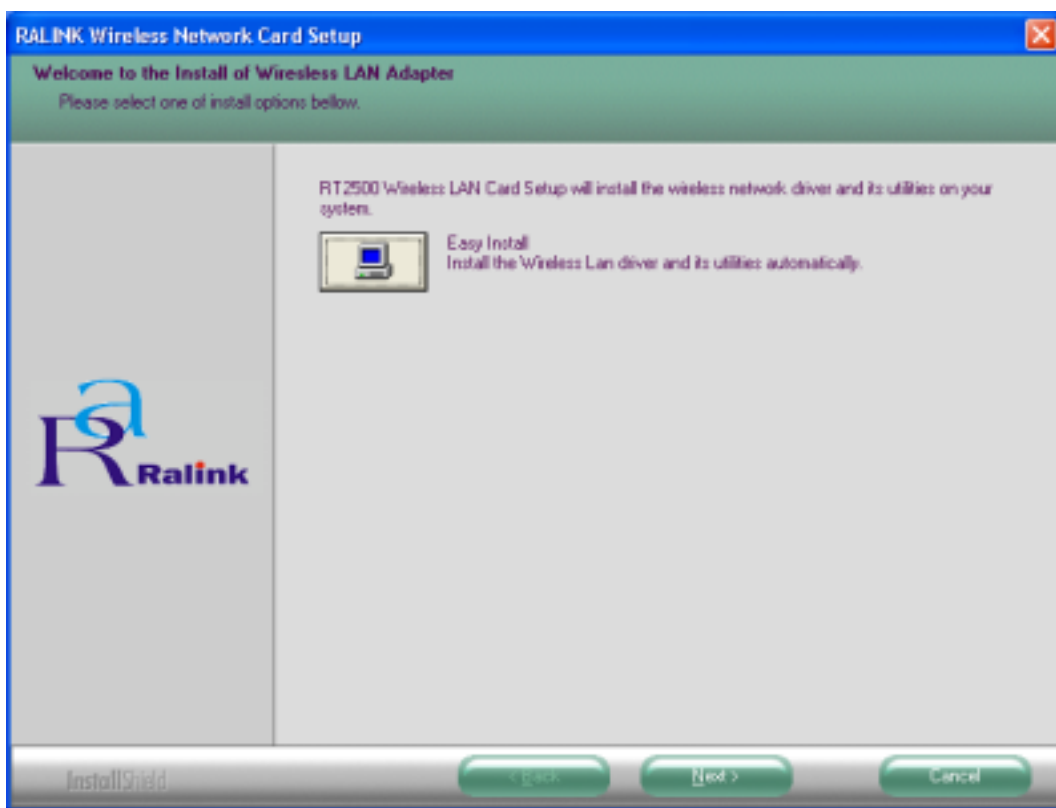 RALINK Wireless Network Card Setup
Welcome to the Install of Wiresless LAN Adapter
Please select one of install options bellow.
RT2500 Wireless LAN Card Setup will install the wireless network driver and its utilities on your
system.
Easy Install
Install the Wireless Lan driver and its utilities automatically.
Ra
Ralink
InstallShield
< Back
Next >
Cancel